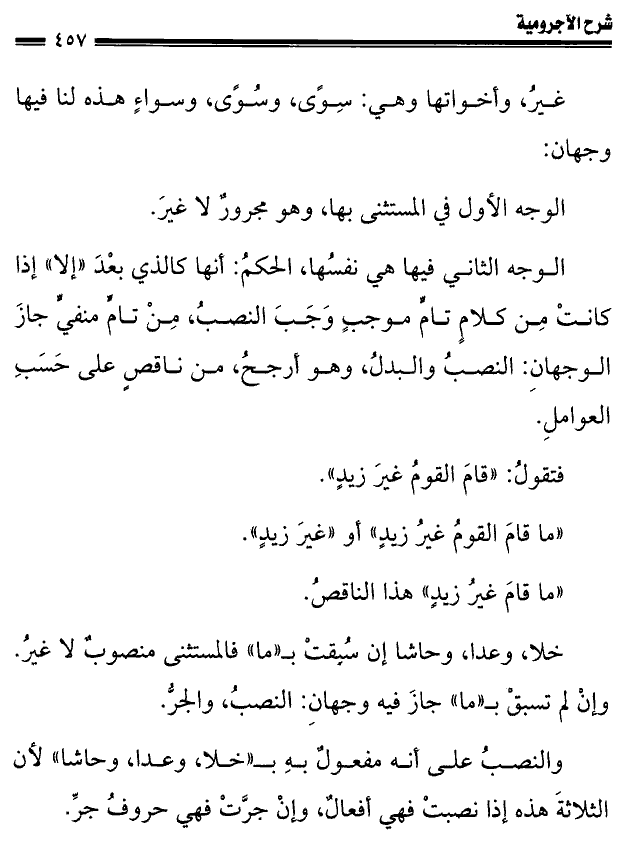 شرح الآجرومية
٤٥٧
غيرُ، وأخواتها وهي: سِوًى، وسُوًى، وسواءٍ هذه لنا فيها
وجهان:
الوجه الأول في المستثنى بها، وهو مجرورٌ لا غيرَ.
الوجه الثاني فيها هي نفسُها، الحكمُ: أنها كالذي بعْدَ «إلا» إذا
كانتْ مِن كلامٍ تامٍّ موجبٍ وَجَبَ النصبُ، مِنْ تامٍّ منفيٍّ جازَ
الوجهانِ: النصبُ والبدلُ، وهو أرجحُ، من ناقصٍ على حَسَبِ
العواملِ.
فتقولُ: «قامَ القومُ غيرَ زيدٍ».
«ما قامَ القومُ غيرُ زيدٍ» أو «غيرَ زيدٍ».
«ما قامَ غيرُ زيدٍ» هذا الناقصُ.
خلا، وعدا، وحاشا إن سُبقتْ بـ«ما» فالمستثنى منصوبٌ لا غيرُ.
وإنْ لم تسبقْ بـ«ما» جازَ فيه وجهانِ: النصبُ، والجرُّ.
والنصبُ على أنه مفعولٌ بهِ بـ«خلا، وعدا، وحاشا» لأن
الثلاثةَ هذه إذا نصبتْ فهي أفعالٌ، وإنْ جرَّتْ فهي حروفُ جرٍّ.